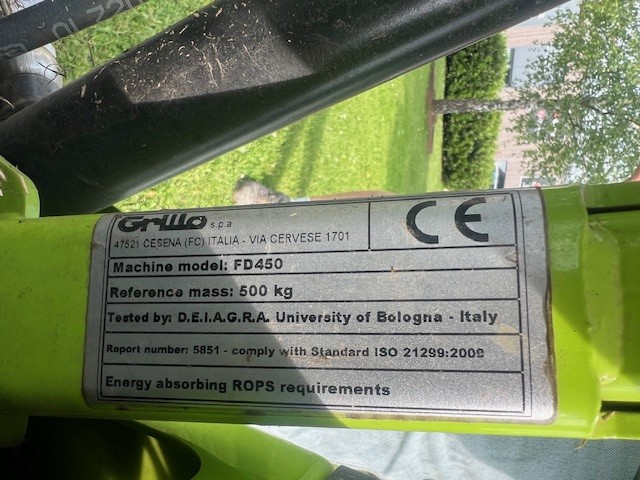 Grillo s.p.a
47521 CESENA (FC) ITALIA - VIA CERVESE 1701
CE
Machine model: FD450
Reference mass: 500 kg
Tested by: D.E.I.A.G.R.A. University of Bologna - Italy
Raport number: 5851 - comply with Standard ISO 21299:2009
Energy absorbing ROPS requirements